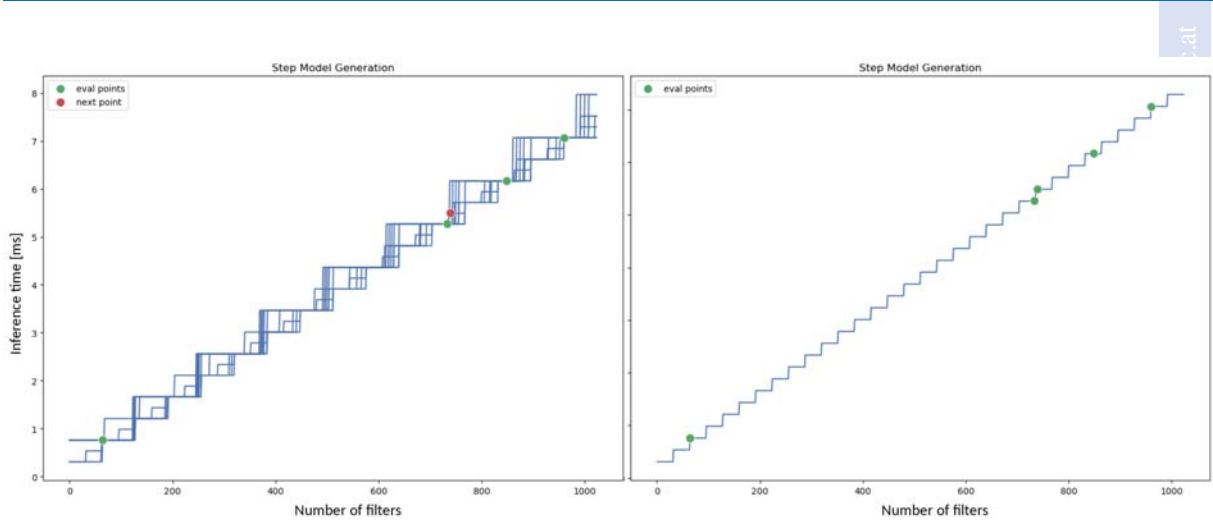 .at
Step Model Generation
eval points
next point
8
7
6
5
4
3
2
1
0
Inference time [ms]
0 200 400 600 800 1000
Number of filters
Step Model Generation
eval points
0 200 400 600 800 1000
Number of filters